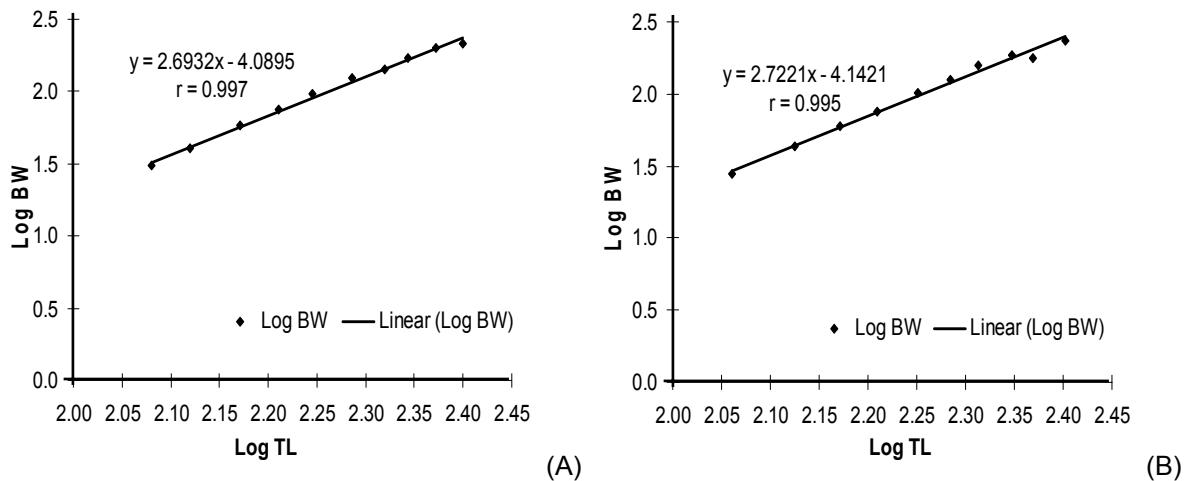 2.5
2.0
1.5
1.0
0.5
0.0
Log BW
y = 2.6932x - 4.0895
r = 0.997
Log BW
Linear (Log BW)
2.00 2.05 2.10 2.15 2.20 2.25 2.30 2.35 2.40 2.45
Log TL
(A)
2.5
2.0
1.5
1.0
0.5
0.0
Log BW
y = 2.7221x - 4.1421
r = 0.995
Log BW
Linear (Log BW)
2.00 2.05 2.10 2.15 2.20 2.25 2.30 2.35 2.40 2.45
Log TL
(B)